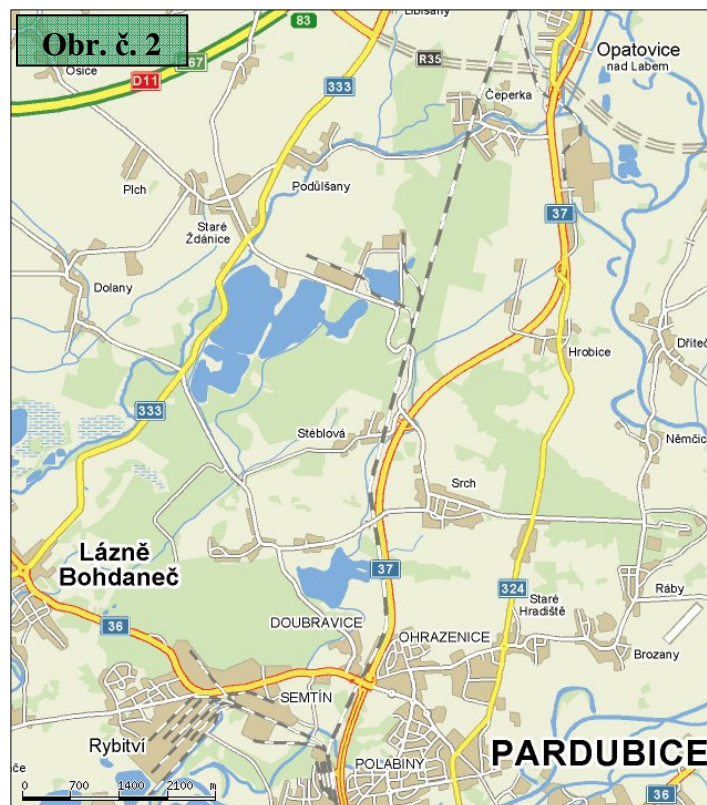 Obr. č. 2
83
Libišany
67
D11
Osice
333
R35
Opatovice
nad Labem
Čeperka
Plch
Podůlšany
Staré
Ždánice
37
Dolany
Hrobice
Dříteč
333
Stéblová
Němčice
Srch
Lázně
Bohdaneč
37
324
Ráby
36
Staré
Hradiště
DOUBRAVICE
OHRAZENICE
Brozany
SEMTÍN
Rybitví
PARDUBICE
POLABINY
36
0 700 1400 2100 m